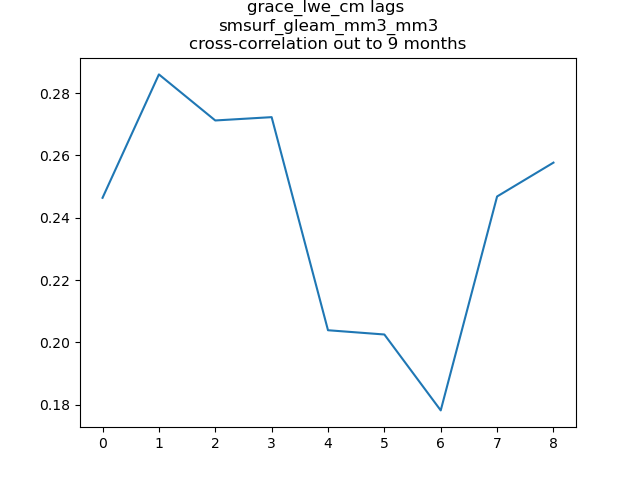 grace_lwe_cm lags
smsurf_gleam_mm3_mm3
cross-correlation out to 9 months
0.28
0.26
0.24
0.22
0.20
0.18
0 1 2 3 4 5 6 7 8